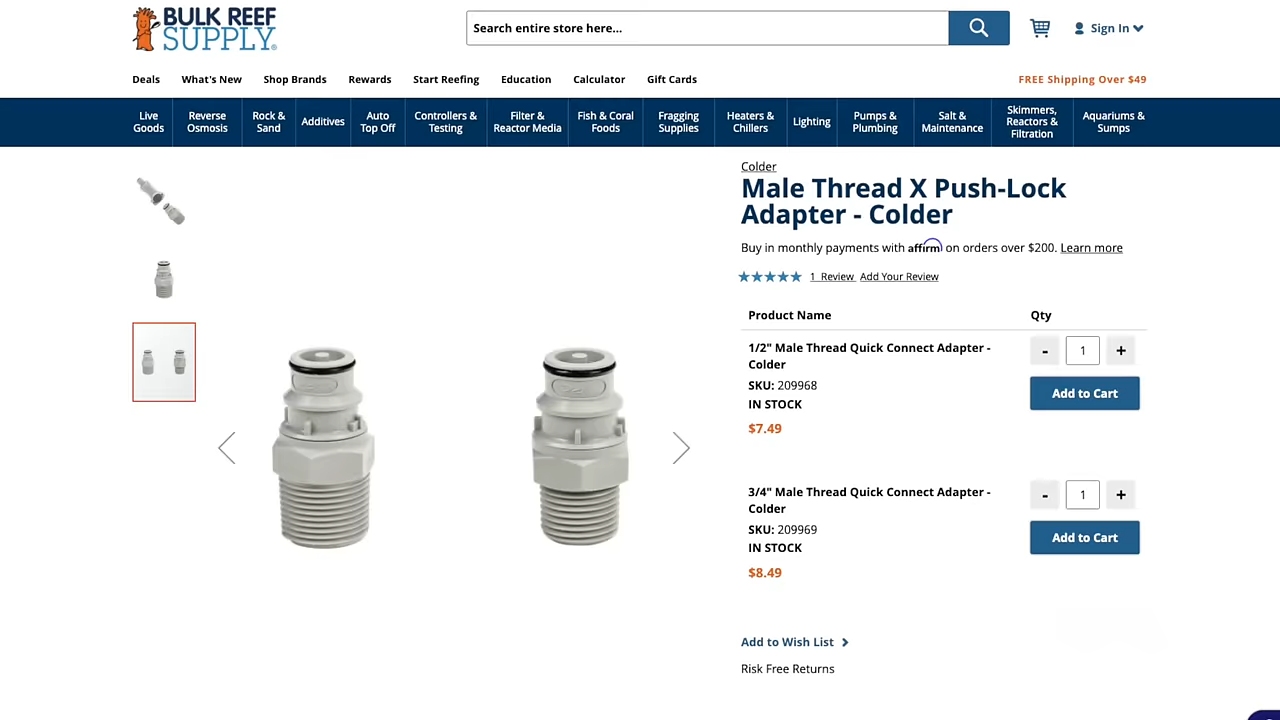 BULK REEF
SUPPLY®
Search entire store here...
Sign In
Deals What's New Shop Brands Rewards Start Reefing Education Calculator Gift Cards
FREE Shipping Over $49
Live Goods
Reverse Osmosis
Rock & Sand
Additives
Auto Top Off
Controllers & Testing
Filter & Reactor Media
Fish & Coral Foods
Fragging Supplies
Heaters & Chillers
Lighting
Pumps & Plumbing
Salt & Maintenance
Skimmers, Reactors & Filtration
Aquariums & Sumps
Colder
Male Thread X Push-Lock
Adapter - Colder
Buy in monthly payments with affirm on orders over $200. Learn more
1 Review Add Your Review
Product Name Qty
1/2" Male Thread Quick Connect Adapter -
Colder
SKU: 209968
IN STOCK
$7.49
- 1 +
Add to Cart
3/4" Male Thread Quick Connect Adapter -
Colder
SKU: 209969
IN STOCK
$8.49
- 1 +
Add to Cart
Add to Wish List
Risk Free Returns